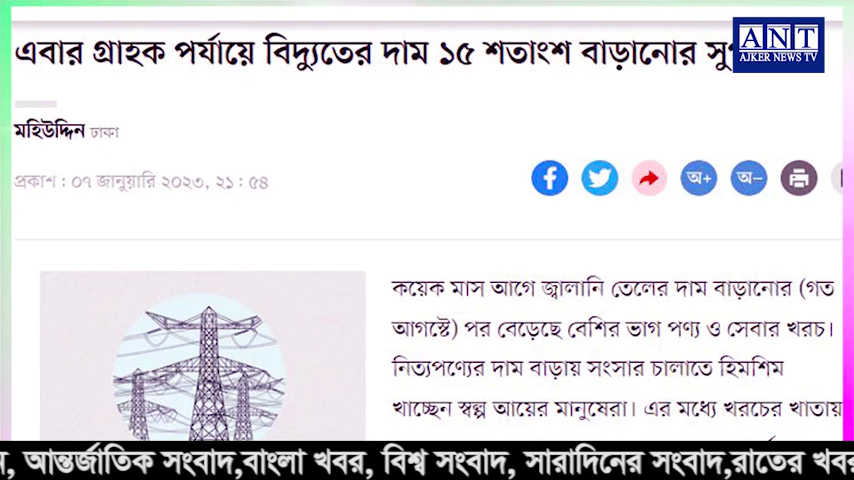 এবার গ্রাহক পর্যায়ে বিদ্যুতের দাম ১৫ শতাংশ বাড়ানোর
ANT
AJKER NEWS TV
মহিউদ্দিন ঢাকা
প্রকাশ : ০৭ জানুয়ারি ২০২৩, ২১ : ৫৪
অ+ অ−
কয়েক মাস আগে জ্বালানি তেলের দাম বাড়ানোর (গত
আগস্টে) পর বেড়েছে বেশির ভাগ পণ্য ও সেবার খরচ।
নিত্যপণ্যের দাম বাড়ায় সংসার চালাতে হিমশিম
খাচ্ছেন স্বল্প আয়ের মানুষেরা। এর মধ্যে খরচের খাতায়
আন্তর্জাতিক সংবাদ,বাংলা খবর, বিশ্ব সংবাদ, সারাদিনের সংবাদ,রাতের খবর